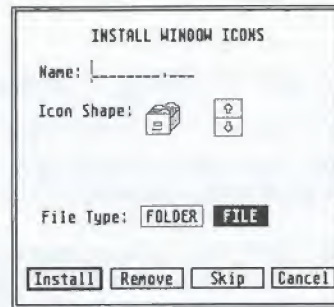 INSTALL WINDOW ICONS
Name: ________.___
Icon Shape:
File Type: FOLDER FILE
Install Remove Skip Cancel